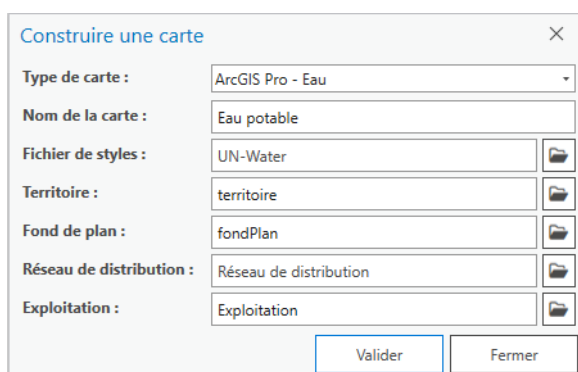 Construire une carte
Type de carte : ArcGIS Pro - Eau
Nom de la carte : Eau potable
Fichier de styles : UN-Water
Territoire : territoire
Fond de plan : fondPlan
Réseau de distribution : Réseau de distribution
Exploitation : Exploitation
Valider Fermer